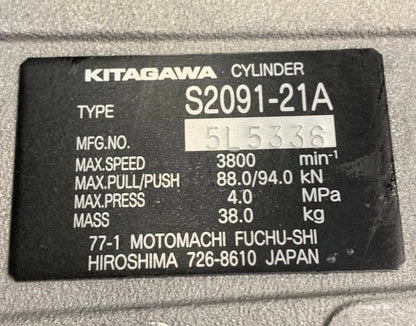 KITAGAWA CYLINDER
TYPE S2091-21A
MFG.NO. 5L5336
MAX.SPEED 3800 min-1
MAX.PULL/PUSH 88.0/94.0 kN
MAX.PRESS 4.0 MPa
MASS 38.0 kg
77-1 MOTOMACHI FUCHU-SHI
HIROSHIMA 726-8610 JAPAN